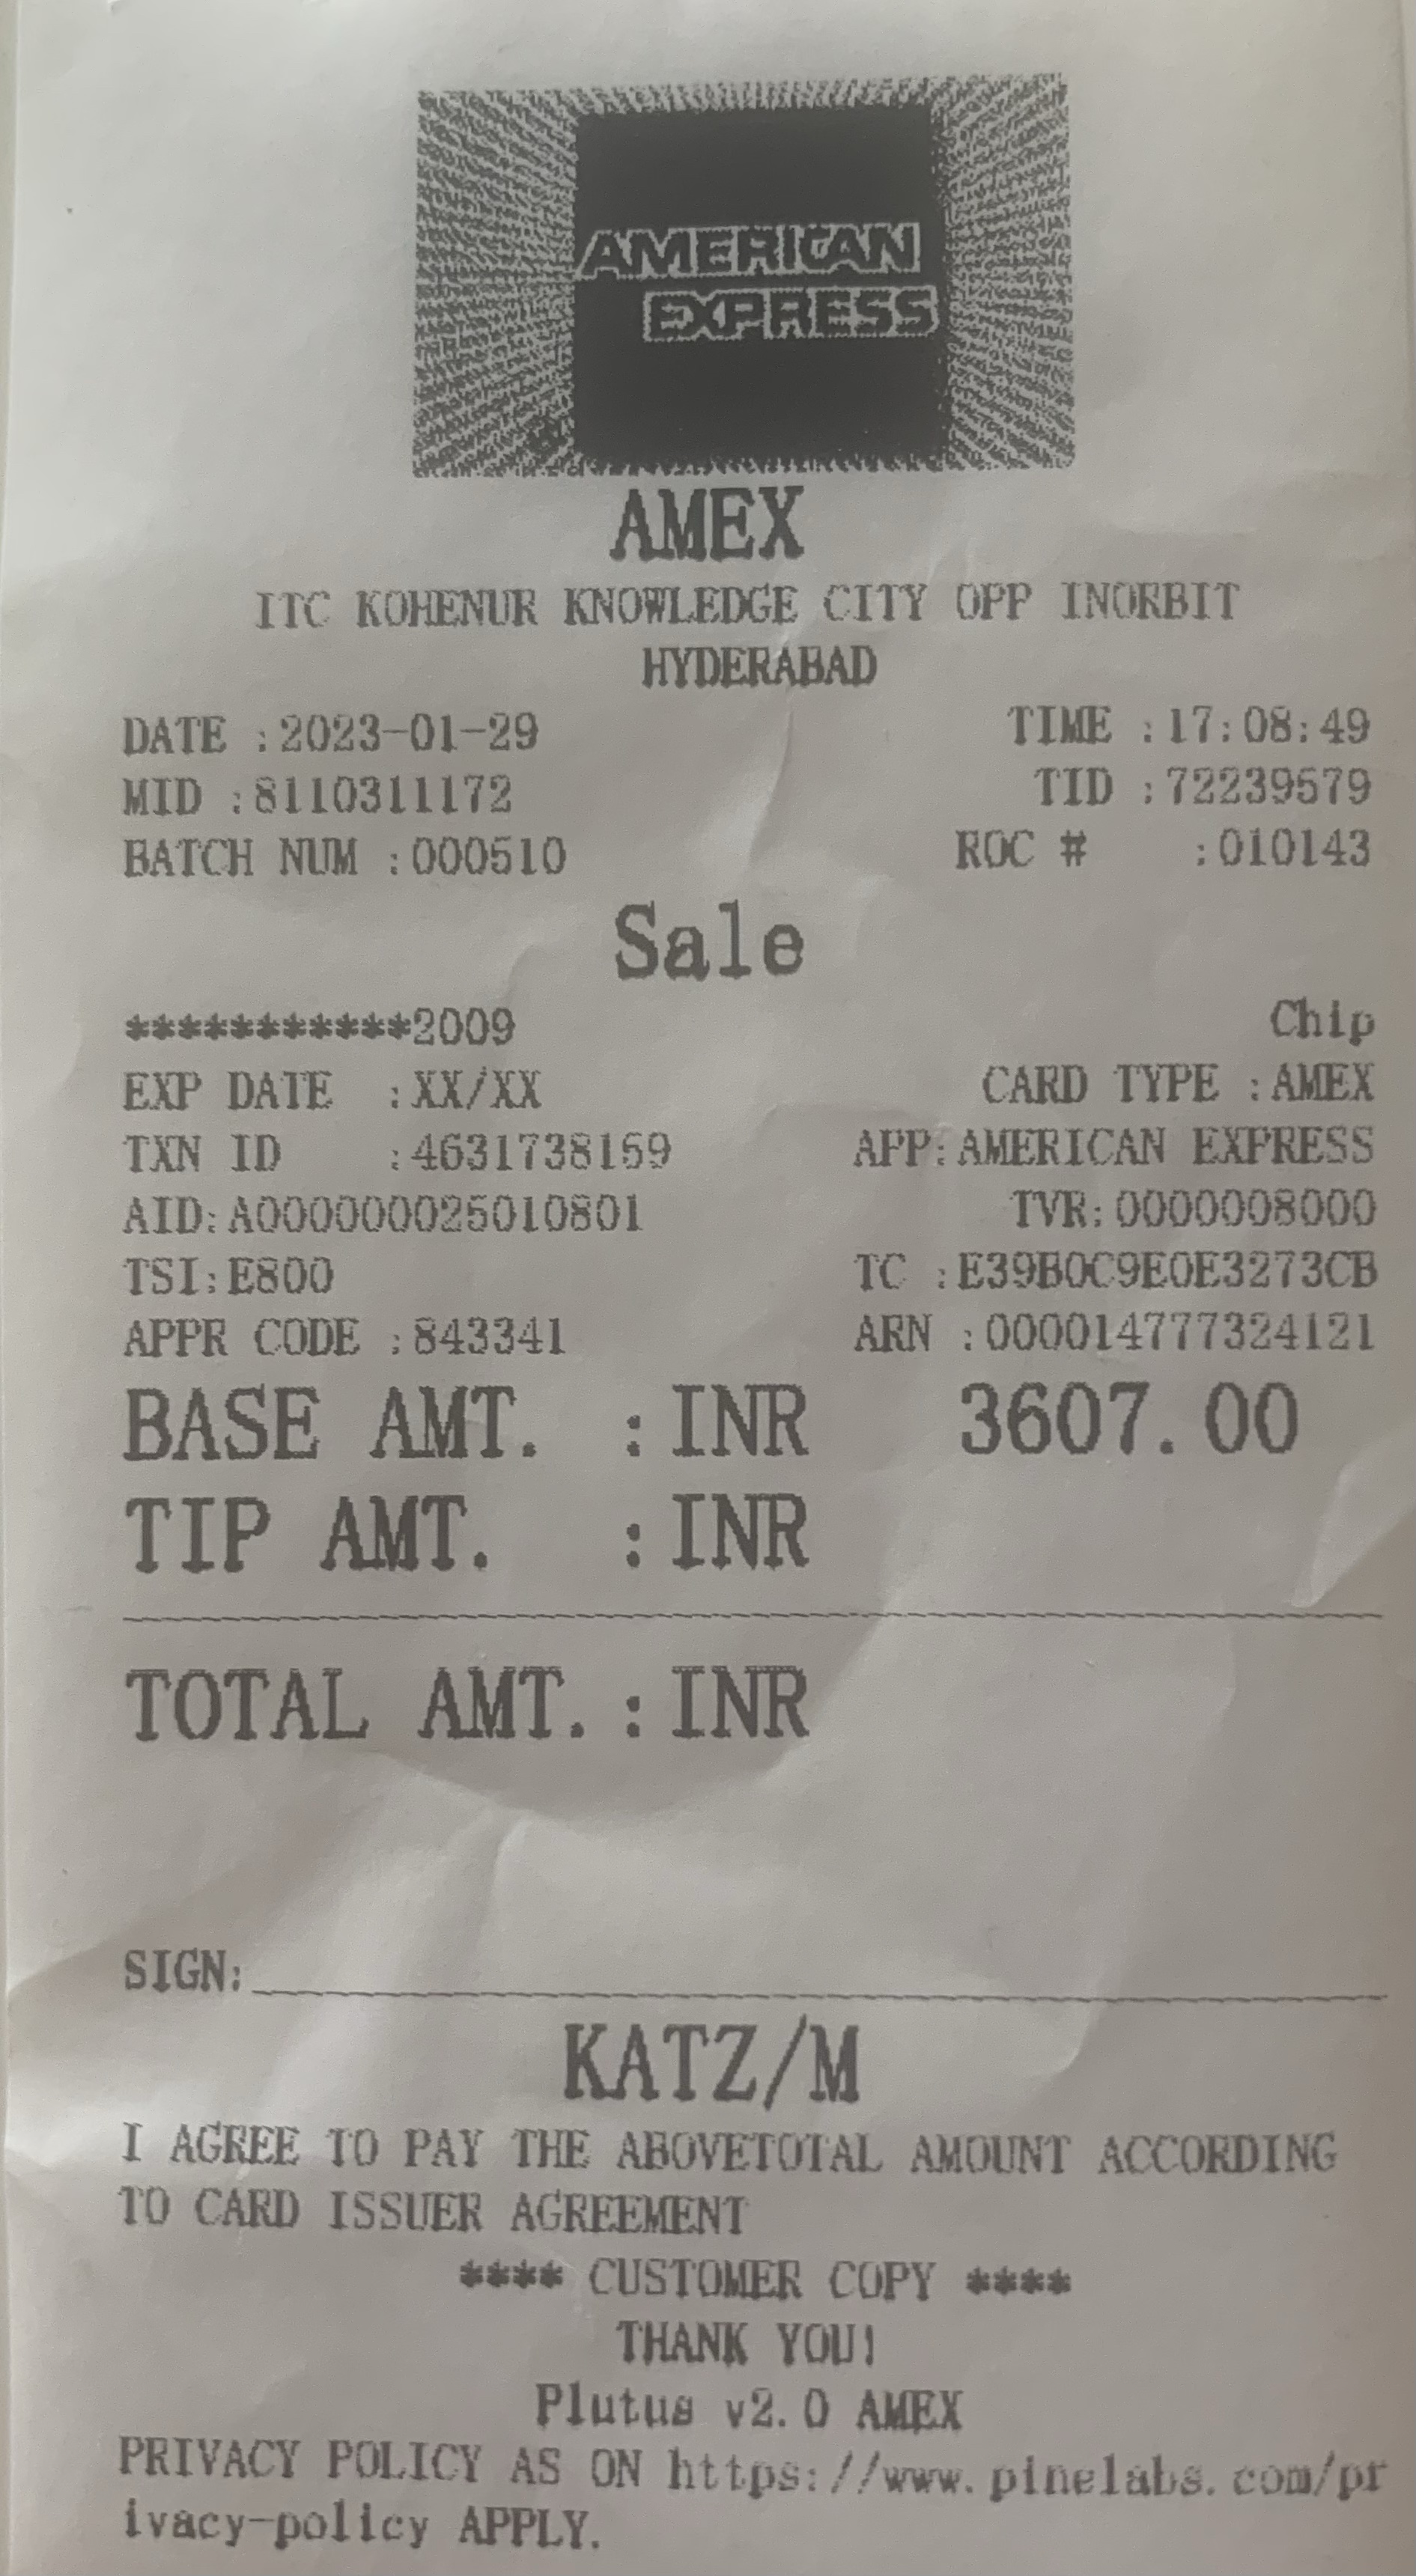 AMERICAN
EXPRESS
AMEX
ITC KOHENUR KNOWLEDGE CITY OPP INORBIT
HYDERABAD
DATE :2023-01-29 TIME :17:08:49
MID :8110311172 TID :72239579
BATCH NUM :000510 ROC # :010143
Sale
***********2009 Chip
EXP DATE :XX/XX CARD TYPE :AMEX
TXN ID :4631738169 APP:AMERICAN EXPRESS
AID:A000000025010801 TVR:0000008000
TSI:E800 TC :E39B0C9E0E3273CB
APPR CODE :843341 ARN :000014777324121
BASE AMT. :INR 3607.00
TIP AMT. :INR
TOTAL AMT.:INR
SIGN:
KATZ/M
I AGREE TO PAY THE ABOVETOTAL AMOUNT ACCORDING
TO CARD ISSUER AGREEMENT
**** CUSTOMER COPY ****
THANK YOU!
Plutus v2.0 AMEX
PRIVACY POLICY AS ON https://www.pinelabs.com/pr
ivacy-policy APPLY.